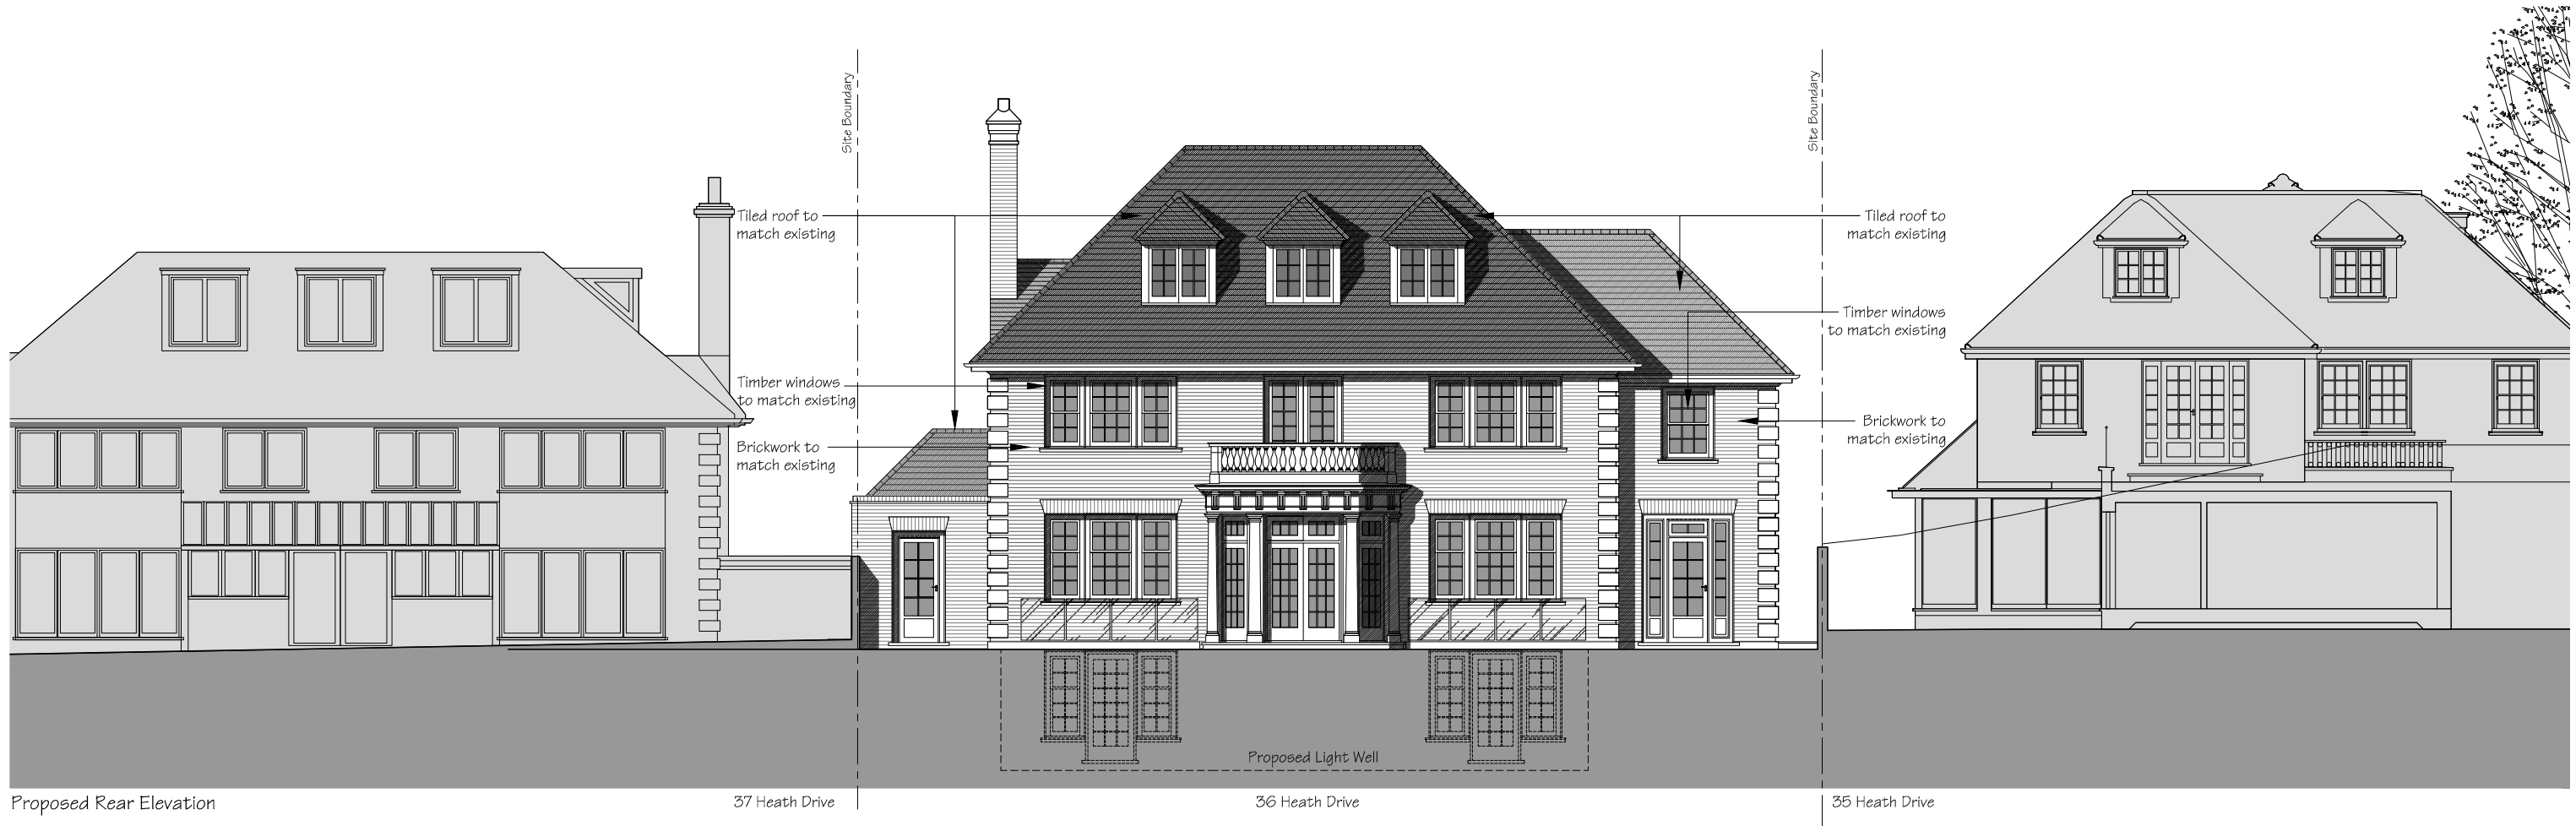 Site Boundary
Site Boundary
Tiled roof to
match existing
Tiled roof to
match existing
Timber windows
to match existing
Timber windows
to match existing
Brickwork to
match existing
Brickwork to
match existing
Proposed Light Well
Proposed Rear Elevation
37 Heath Drive
36 Heath Drive
35 Heath Drive